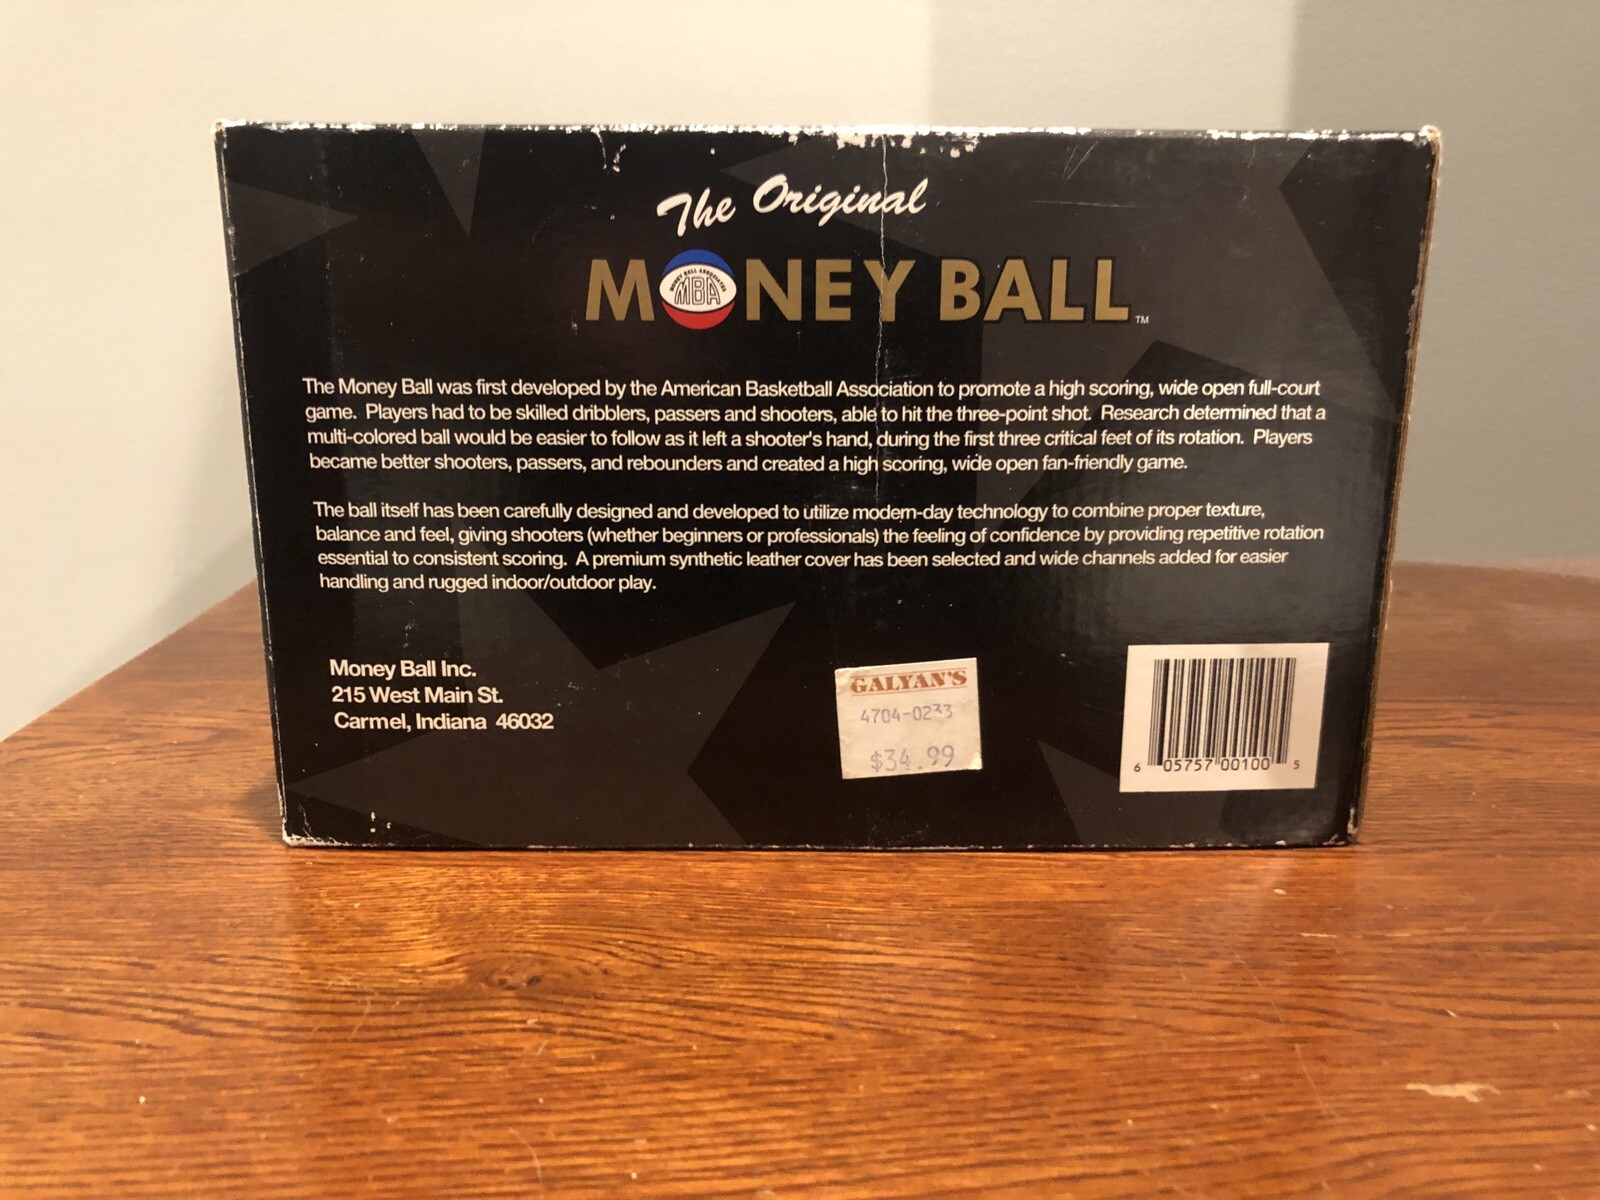 The Original
MONEY BALL™
MONEY BALL ASSOCIATES
MBA
The Money Ball was first developed by the American Basketball Association to promote a high scoring, wide open full-court
game. Players had to be skilled dribblers, passers and shooters, able to hit the three-point shot. Research determined that a
multi-colored ball would be easier to follow as it left a shooter's hand, during the first three critical feet of its rotation. Players
became better shooters, passers, and rebounders and created a high scoring, wide open fan-friendly game.
The ball itself has been carefully designed and developed to utilize modern-day technology to combine proper texture,
balance and feel, giving shooters (whether beginners or professionals) the feeling of confidence by providing repetitive rotation
essential to consistent scoring. A premium synthetic leather cover has been selected and wide channels added for easier
handling and rugged indoor/outdoor play.
Money Ball Inc.
215 West Main St.
Carmel, Indiana 46032
GALYAN'S
4704-0233
$34.99
6 05757 00100 5